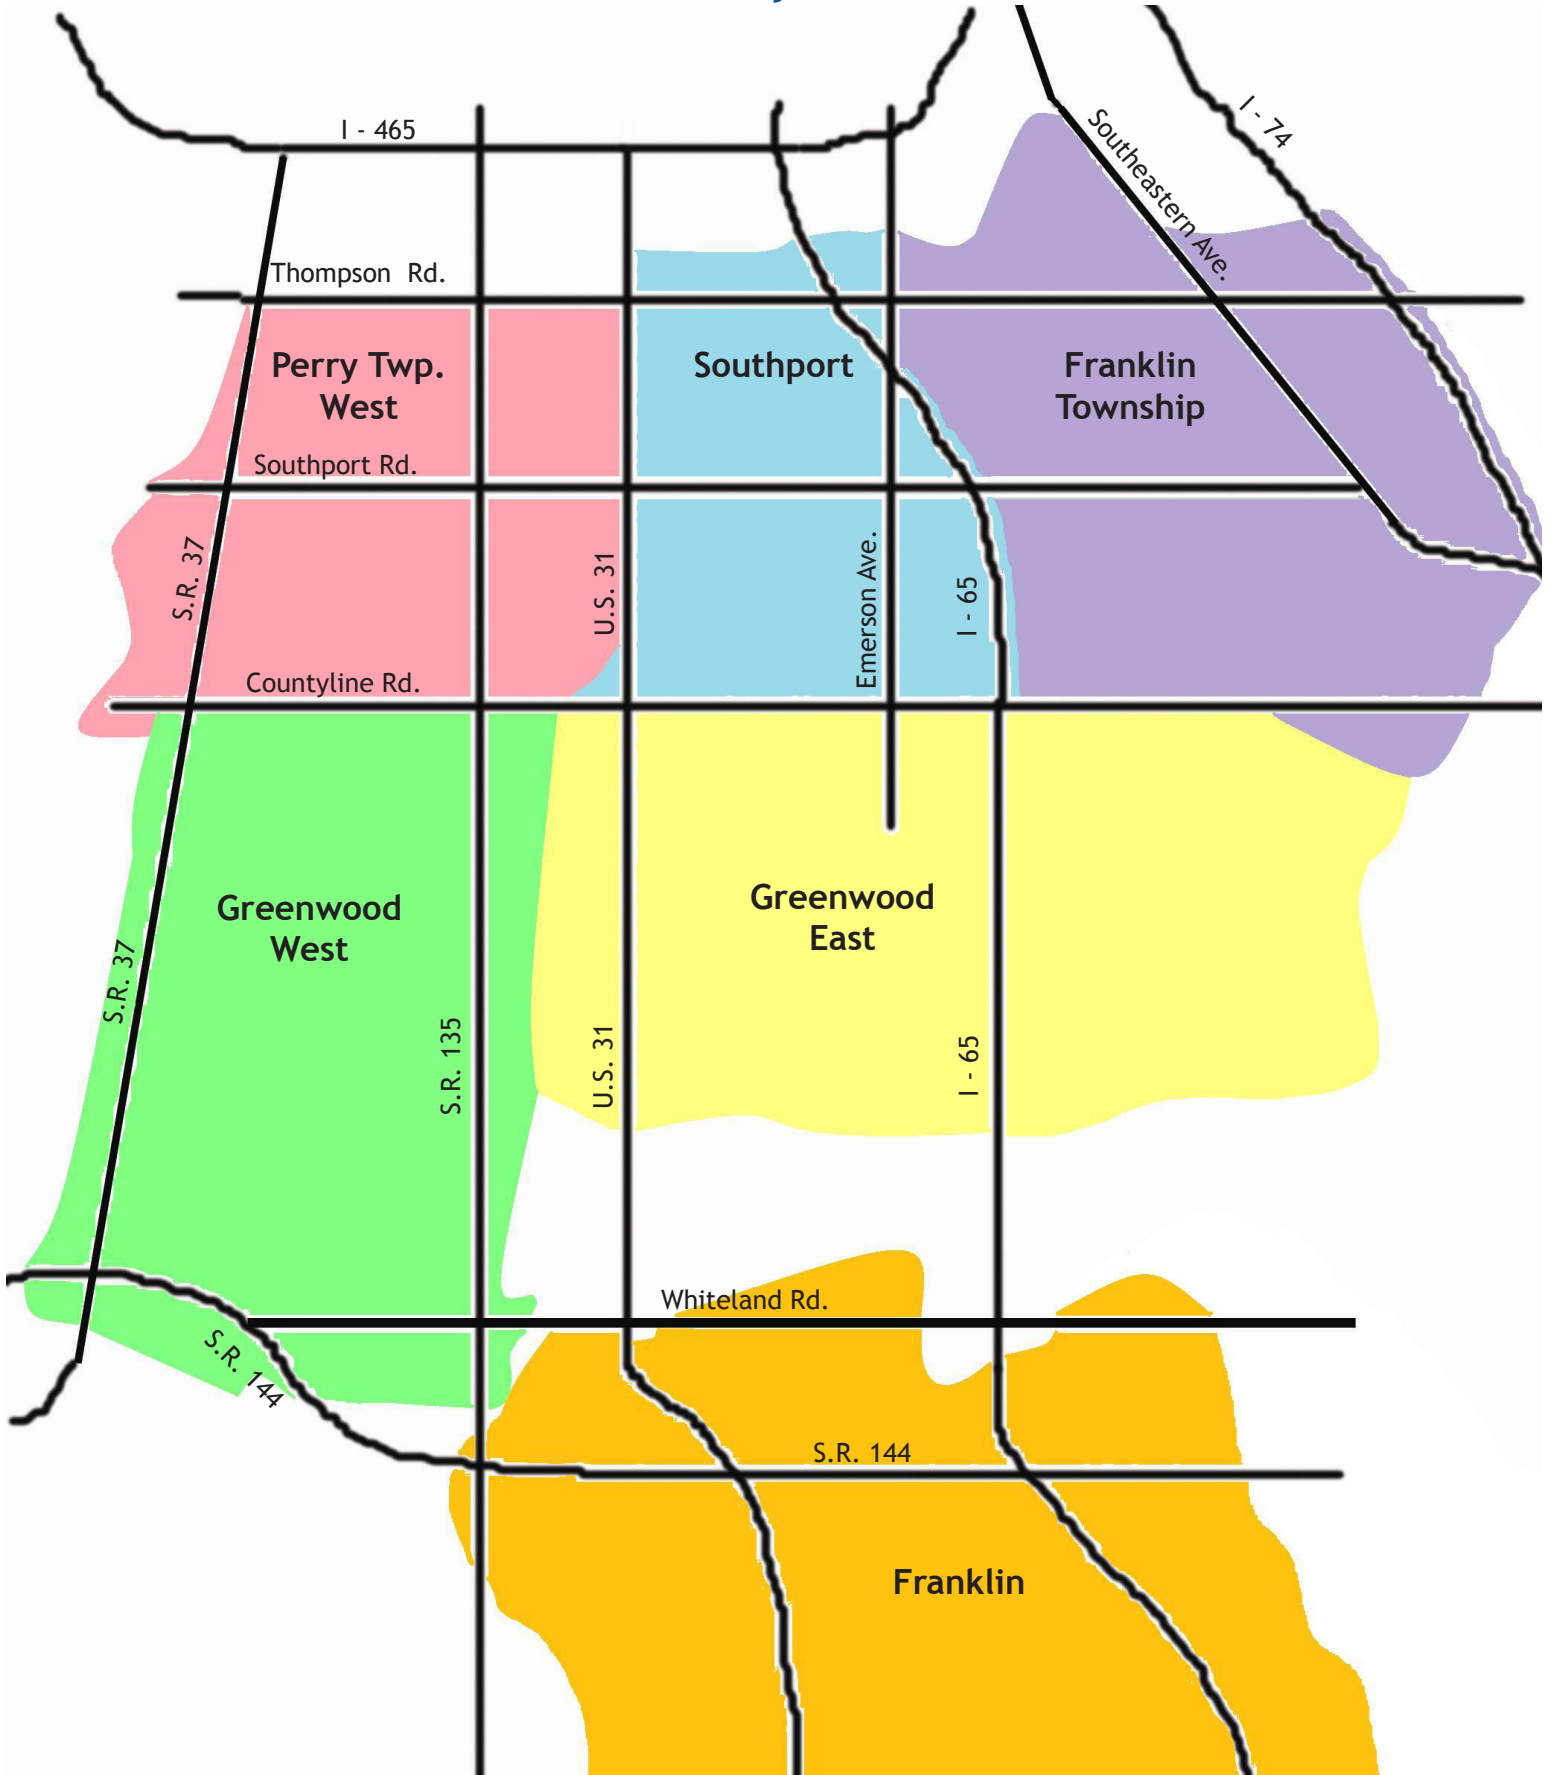 I - 465
I - 74
Southeastern Ave.
Thompson Rd.
Perry Twp.
West
Southport
Franklin
Township
Southport Rd.
S.R. 37
U.S. 31
Emerson Ave.
I - 65
Countyline Rd.
Greenwood
West
Greenwood
East
S.R. 37
S.R. 135
U.S. 31
I - 65
Whiteland Rd.
S.R. 144
S.R. 144
Franklin